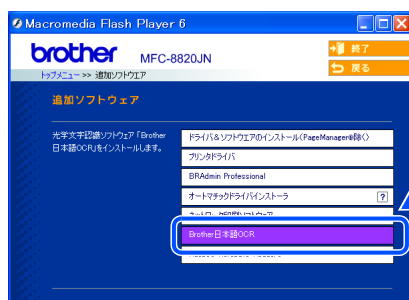 Macromedia Flash Player 6
brother MFC-8820JN
終了
戻る
トップメニュー >> 追加ソフトウェア
追加ソフトウェア
光学文字認識ソフトウェア「Brother
日本語OCR」をインストールします。
ドライバ&ソフトウェアのインストール(PageManager®除く)
プリンタドライバ
BRAdmin Professional
オートマチックドライバインストーラ ?
Brother日本語OCR